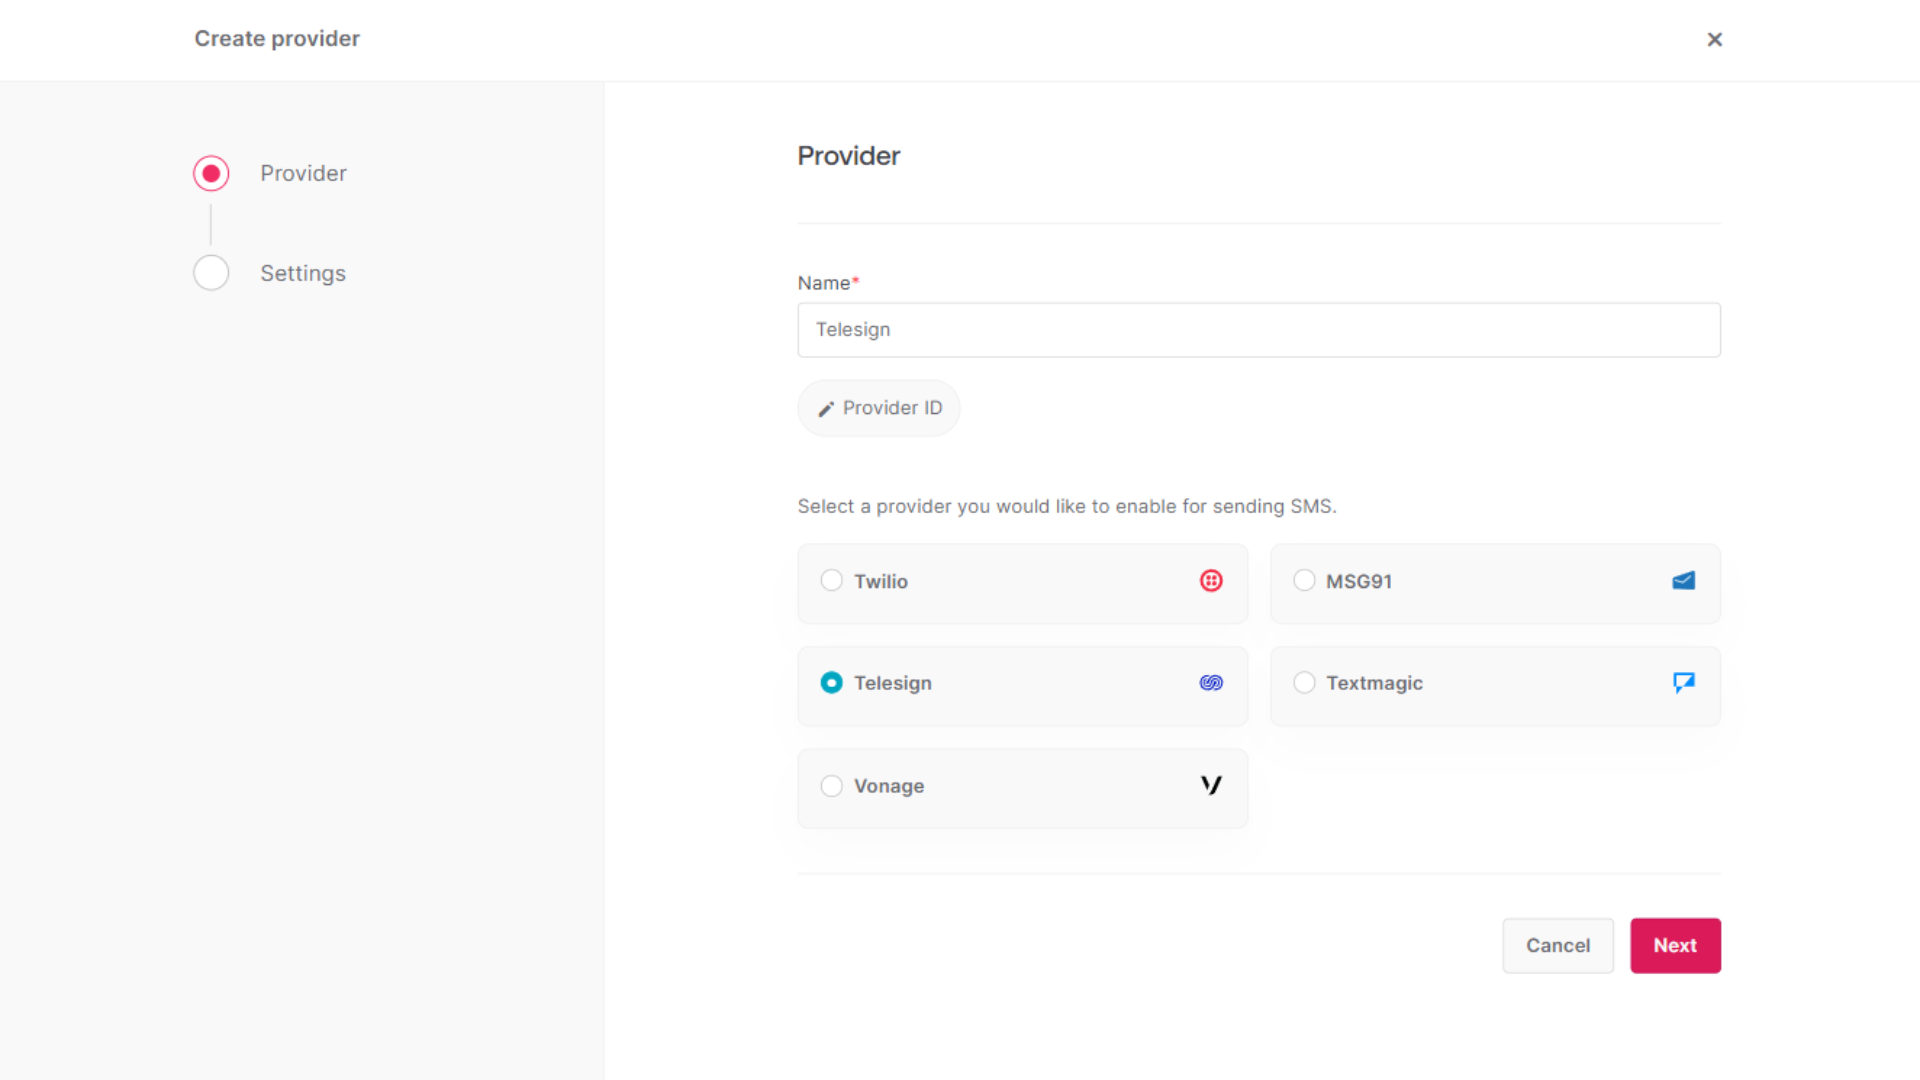 Create provider
Provider
Settings
Provider
Name*
Telesign
Provider ID
Select a provider you would like to enable for sending SMS.
Twilio
MSG91
Telesign
Textmagic
Vonage
Cancel
Next